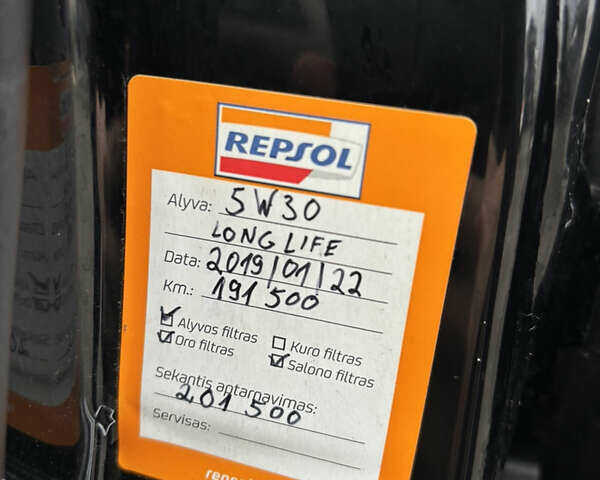 REPSOL
Alyva: 5W30
LONG LIFE
Data: 2019/01/22
Km.: 191 500
Alyvos filtras
Kuro filtras
Oro filtras
Salono filtras
Sekantis aptarnavimas:
201 500
Servisas: